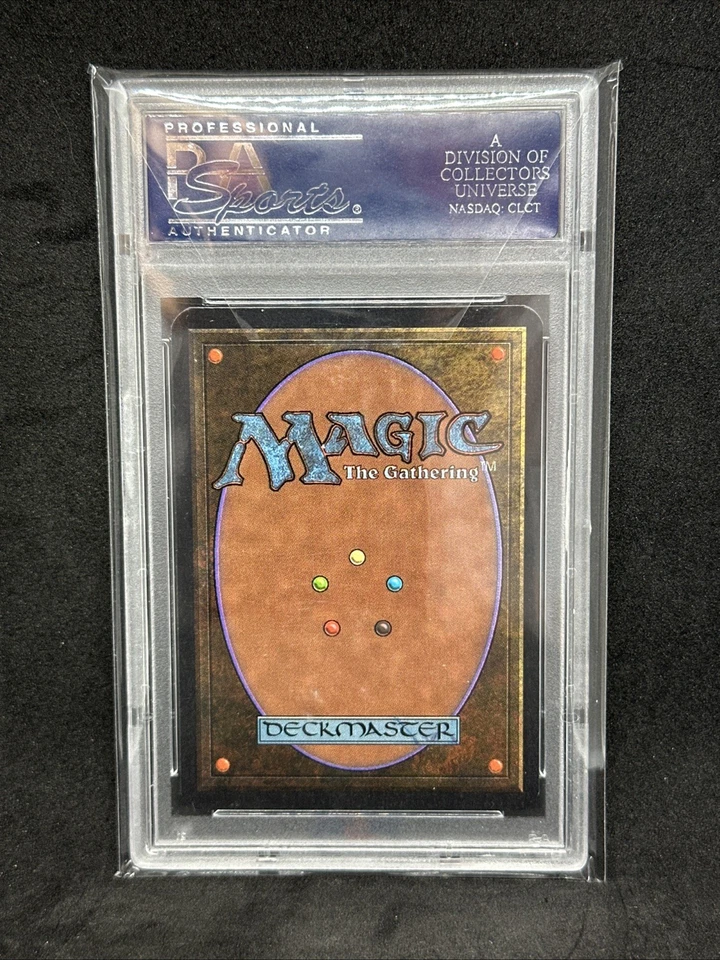 PROFESSIONAL
PSA
Sports®
AUTHENTICATOR
A
DIVISION OF
COLLECTORS
UNIVERSE
NASDAQ: CLCT
MAGIC
The Gathering™
DECKMASTER